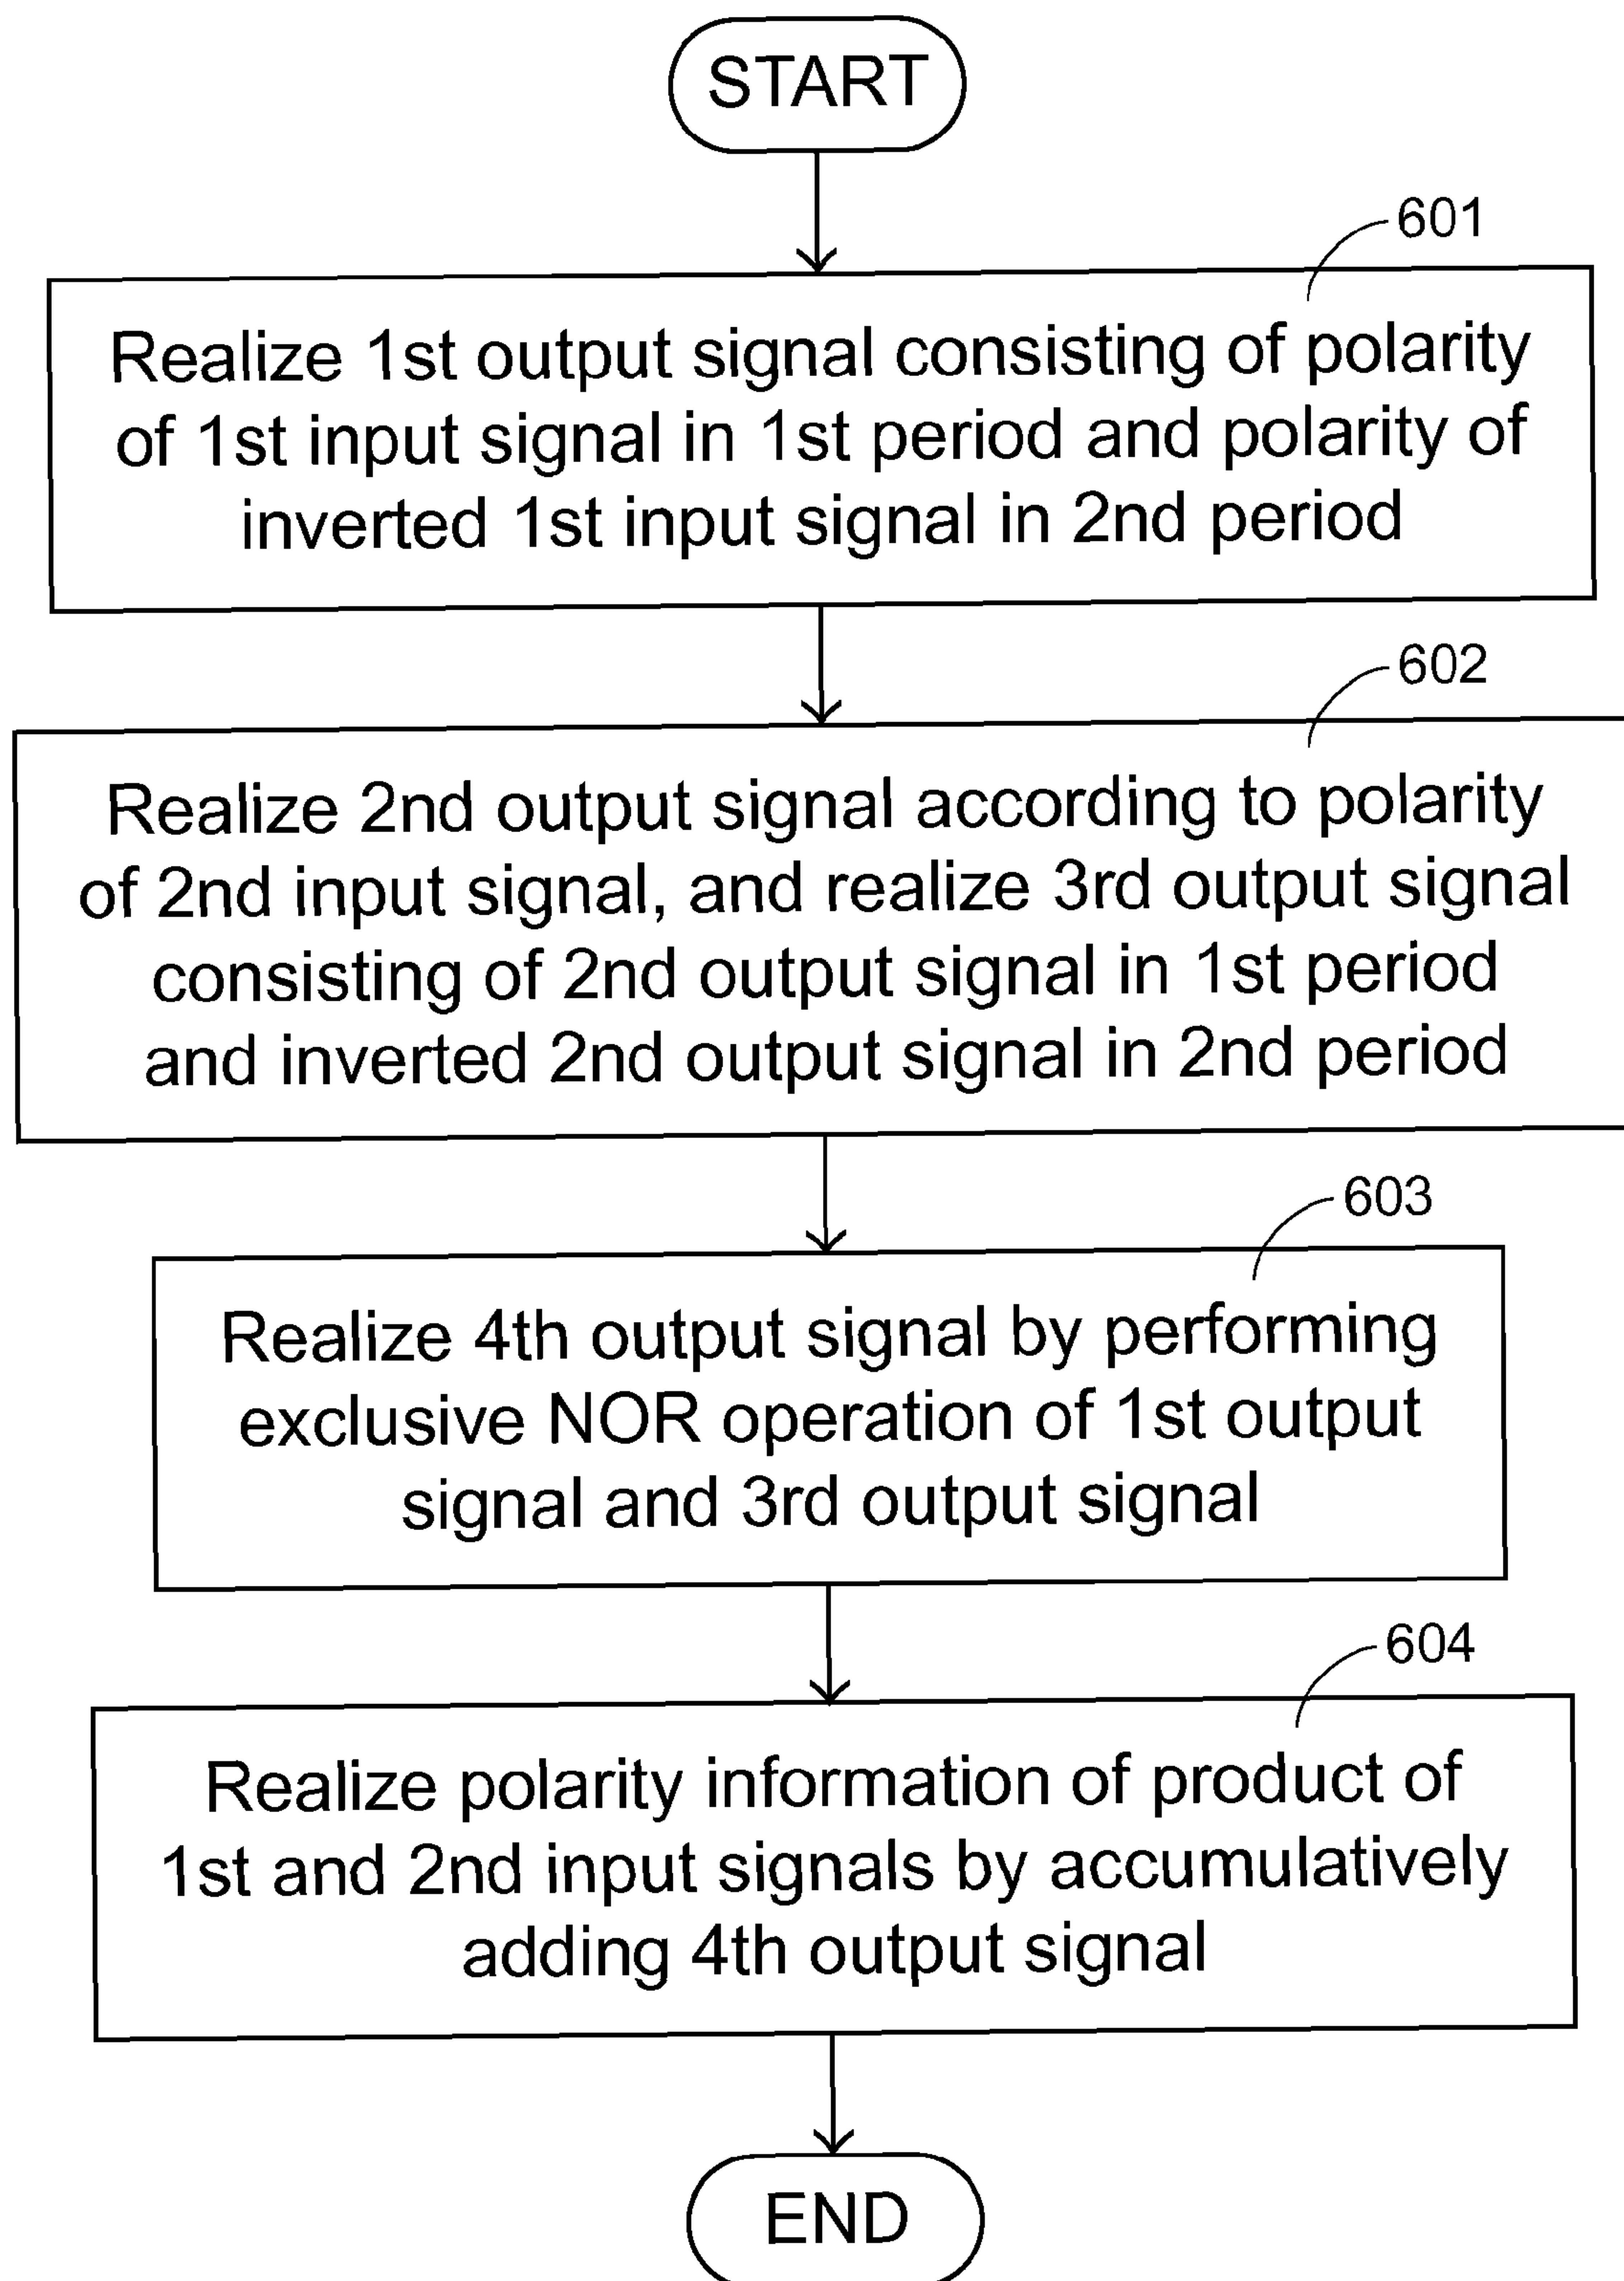 START
601
Realize 1st output signal consisting of polarity
of 1st input signal in 1st period and polarity of
inverted 1st input signal in 2nd period
602
Realize 2nd output signal according to polarity
of 2nd input signal, and realize 3rd output signal
consisting of 2nd output signal in 1st period
and inverted 2nd output signal in 2nd period
603
Realize 4th output signal by performing
exclusive NOR operation of 1st output
signal and 3rd output signal
604
Realize polarity information of product of
1st and 2nd input signals by accumulatively
adding 4th output signal
END